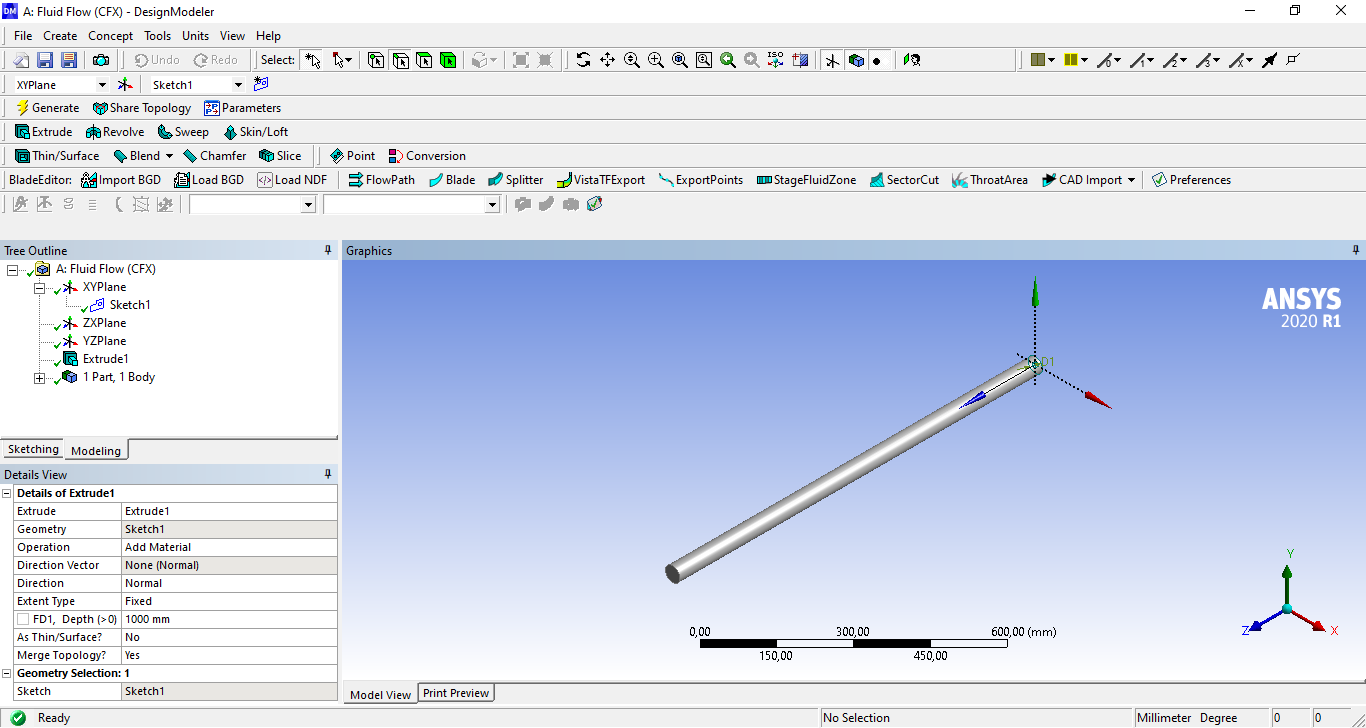 DM A: Fluid Flow (CFX) - DesignModeler
File Create Concept Tools Units View Help
Undo Redo Select: ISO
XYPlane Sketch1
Generate Share Topology Parameters
Extrude Revolve Sweep Skin/Loft
Thin/Surface Blend Chamfer Slice Point Conversion
BladeEditor: Import BGD Load BGD Load NDF FlowPath Blade Splitter VistaTFExport ExportPoints StageFluidZone SectorCut ThroatArea CAD Import Preferences
Tree Outline
A: Fluid Flow (CFX)
XYPlane
Sketch1
ZXPlane
YZPlane
Extrude1
1 Part, 1 Body
Sketching Modeling
Details View
Details of Extrude1
Extrude Extrude1
Geometry Sketch1
Operation Add Material
Direction Vector None (Normal)
Direction Normal
Extent Type Fixed
FD1, Depth (>0) 1000 mm
As Thin/Surface? No
Merge Topology? Yes
Geometry Selection: 1
Sketch Sketch1
Graphics
ANSYS
2020 R1
D1
Y
Z X
0,00 300,00 600,00 (mm)
150,00 450,00
Model View Print Preview
Ready No Selection Millimeter Degree 0 0